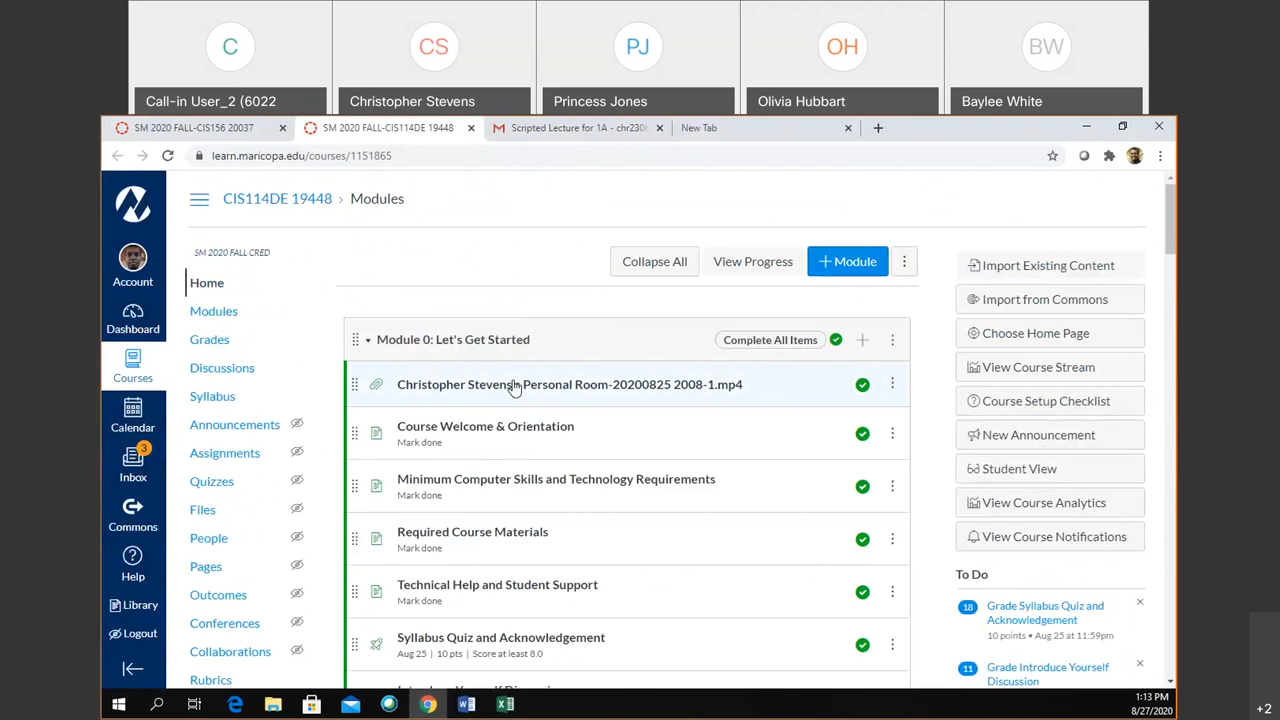 C
CS
PJ
OH
BW
Call-in User_2 (6022
Christopher Stevens
Princess Jones
Olivia Hubbart
Baylee White
SM 2020 FALL-CIS156 20037
SM 2020 FALL-CIS114DE 19448
Scripted Lecture for 1A - chr230
New Tab
learn.maricopa.edu/courses/1151865
CIS114DE 19448 › Modules
Account
Dashboard
Courses
Calendar
3
Inbox
Commons
Help
Library
Logout
SM 2020 FALL CRED
Home
Modules
Grades
Discussions
Syllabus
Announcements
Assignments
Quizzes
Files
People
Pages
Outcomes
Conferences
Collaborations
Rubrics
Collapse All
View Progress
+ Module
Module 0: Let's Get Started
Complete All Items
Christopher Stevens Personal Room-20200825 2008-1.mp4
Course Welcome & Orientation
Mark done
Minimum Computer Skills and Technology Requirements
Mark done
Required Course Materials
Mark done
Technical Help and Student Support
Mark done
Syllabus Quiz and Acknowledgement
Aug 25 | 10 pts | Score at least 8.0
Import Existing Content
Import from Commons
Choose Home Page
View Course Stream
Course Setup Checklist
New Announcement
Student View
View Course Analytics
View Course Notifications
To Do
18
Grade Syllabus Quiz and
Acknowledgement
10 points • Aug 25 at 11:59pm
11
Grade Introduce Yourself
Discussion
1:13 PM
8/27/2020
+2